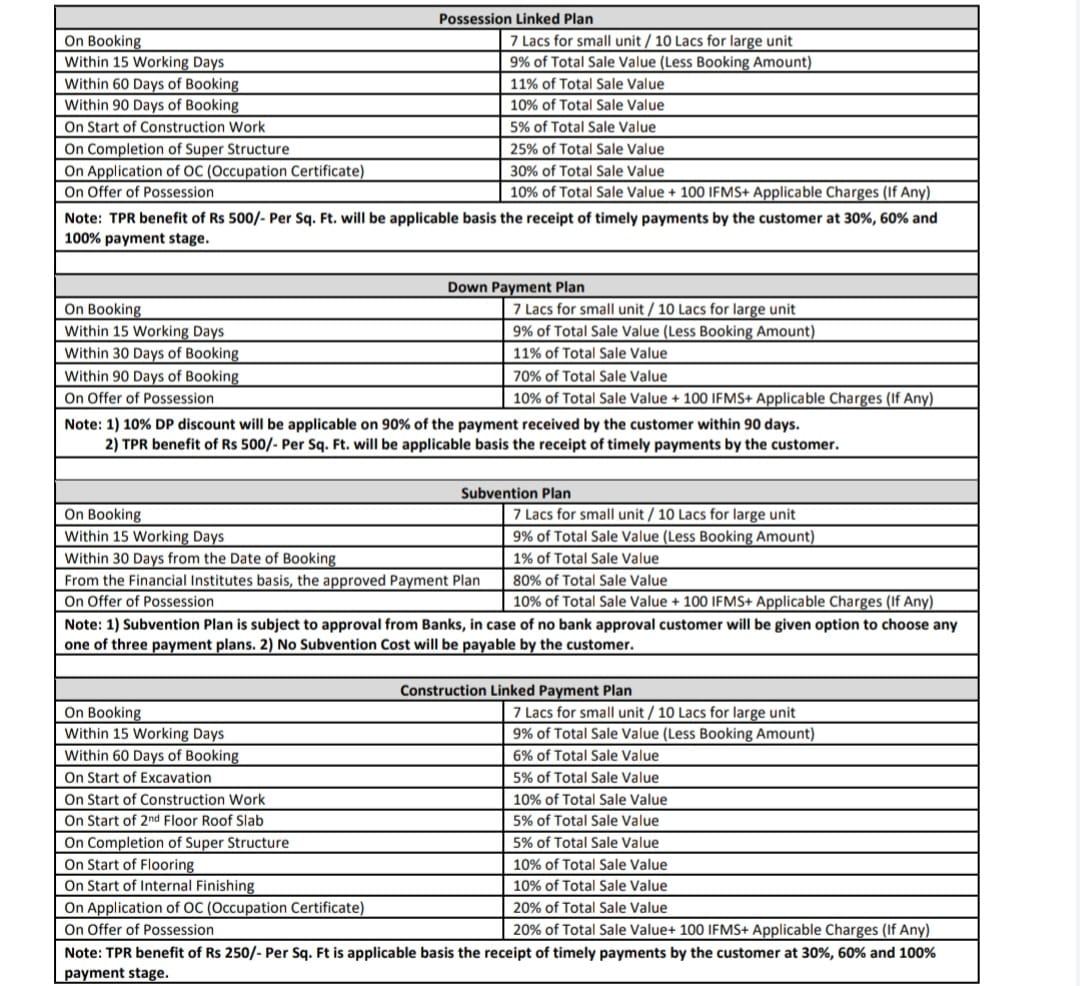 Possession Linked Plan
On Booking 7 Lacs for small unit / 10 Lacs for large unit
Within 15 Working Days 9% of Total Sale Value (Less Booking Amount)
Within 60 Days of Booking 11% of Total Sale Value
Within 90 Days of Booking 10% of Total Sale Value
On Start of Construction Work 5% of Total Sale Value
On Completion of Super Structure 25% of Total Sale Value
On Application of OC (Occupation Certificate) 30% of Total Sale Value
On Offer of Possession 10% of Total Sale Value + 100 IFMS+ Applicable Charges (If Any)
Note: TPR benefit of Rs 500/- Per Sq. Ft. will be applicable basis the receipt of timely payments by the customer at 30%, 60% and
100% payment stage.
Down Payment Plan
On Booking 7 Lacs for small unit / 10 Lacs for large unit
Within 15 Working Days 9% of Total Sale Value (Less Booking Amount)
Within 30 Days of Booking 11% of Total Sale Value
Within 90 Days of Booking 70% of Total Sale Value
On Offer of Possession 10% of Total Sale Value + 100 IFMS+ Applicable Charges (If Any)
Note: 1) 10% DP discount will be applicable on 90% of the payment received by the customer within 90 days.
2) TPR benefit of Rs 500/- Per Sq. Ft. will be applicable basis the receipt of timely payments by the customer.
Subvention Plan
On Booking 7 Lacs for small unit / 10 Lacs for large unit
Within 15 Working Days 9% of Total Sale Value (Less Booking Amount)
Within 30 Days from the Date of Booking 1% of Total Sale Value
From the Financial Institutes basis, the approved Payment Plan 80% of Total Sale Value
On Offer of Possession 10% of Total Sale Value + 100 IFMS+ Applicable Charges (If Any)
Note: 1) Subvention Plan is subject to approval from Banks, in case of no bank approval customer will be given option to choose any
one of three payment plans. 2) No Subvention Cost will be payable by the customer.
Construction Linked Payment Plan
On Booking 7 Lacs for small unit / 10 Lacs for large unit
Within 15 Working Days 9% of Total Sale Value (Less Booking Amount)
Within 60 Days of Booking 6% of Total Sale Value
On Start of Excavation 5% of Total Sale Value
On Start of Construction Work 10% of Total Sale Value
On Start of 2nd Floor Roof Slab 5% of Total Sale Value
On Completion of Super Structure 5% of Total Sale Value
On Start of Flooring 10% of Total Sale Value
On Start of Internal Finishing 10% of Total Sale Value
On Application of OC (Occupation Certificate) 20% of Total Sale Value
On Offer of Possession 20% of Total Sale Value+ 100 IFMS+ Applicable Charges (If Any)
Note: TPR benefit of Rs 250/- Per Sq. Ft is applicable basis the receipt of timely payments by the customer at 30%, 60% and 100%
payment stage.